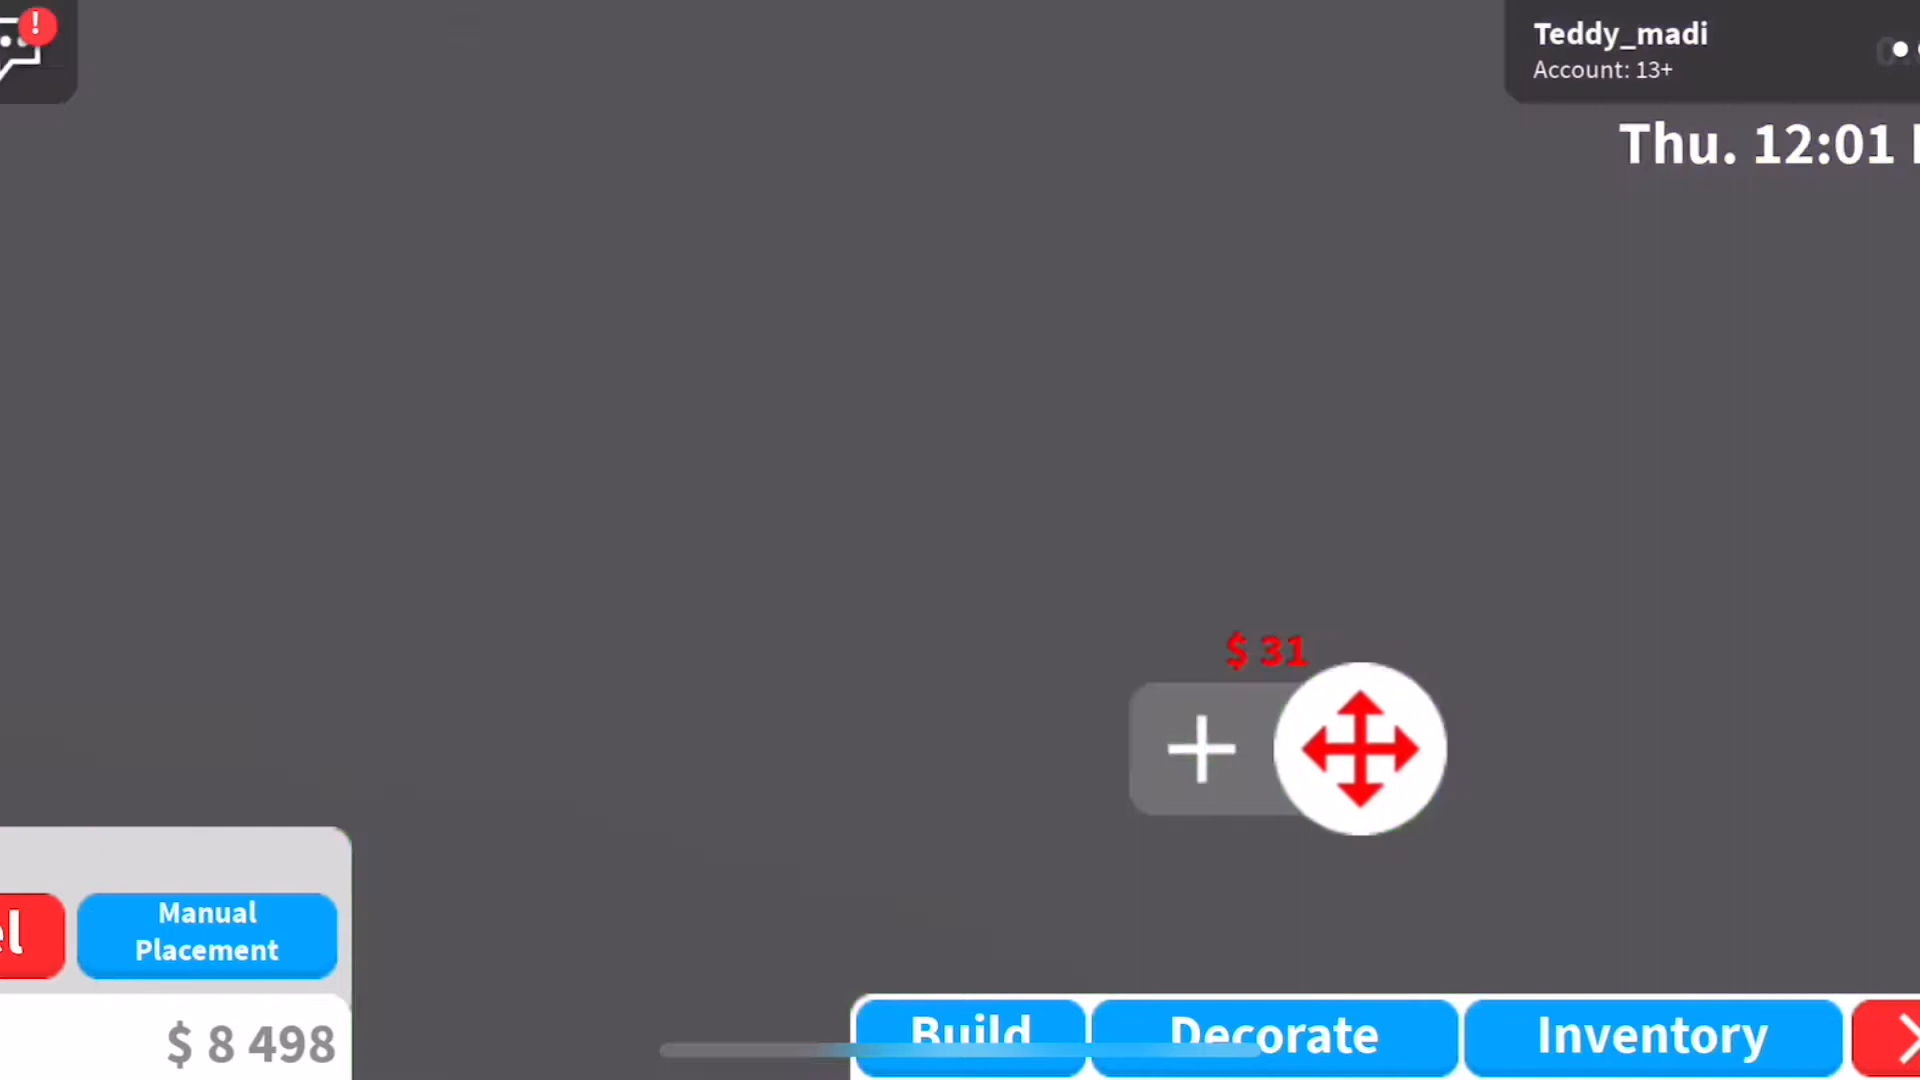 !
Teddy_madi
Account: 13+
Thu. 12:01
$ 31
Manual
Placement
$ 8 498
Build
Decorate
Inventory